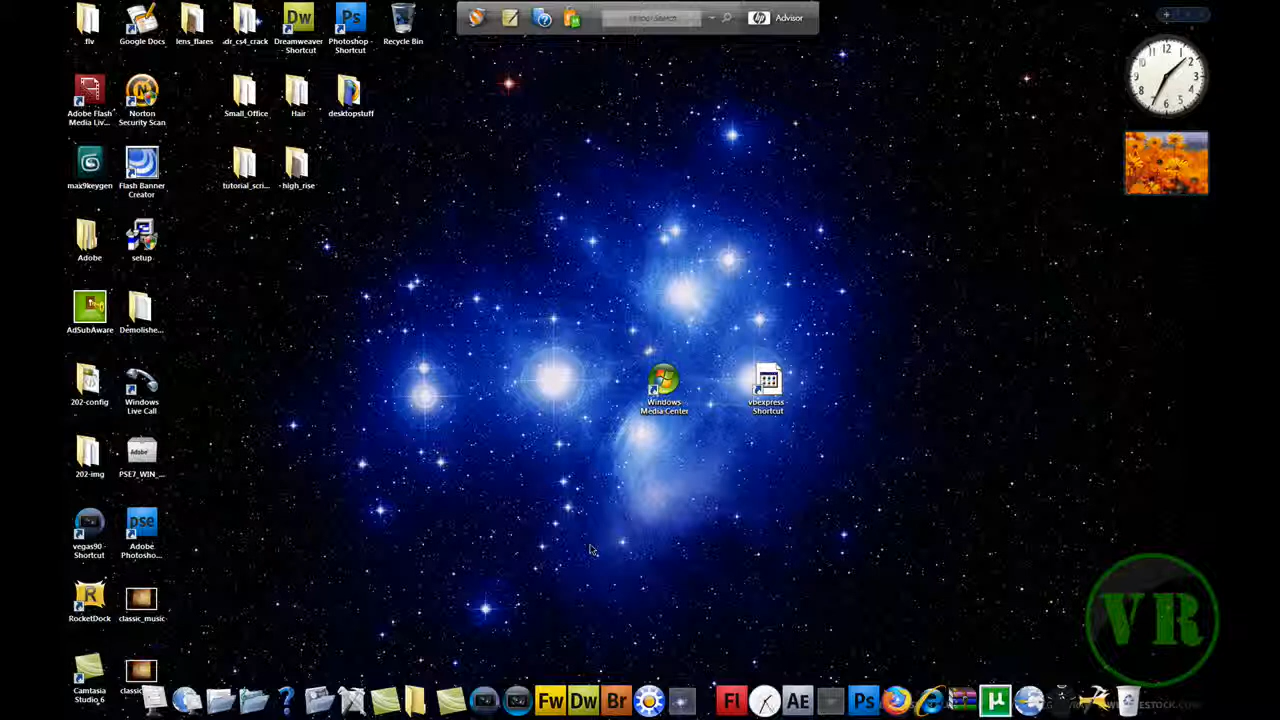 flv
Google Docs
lens_flares
Dw
Dreamweaver
- Shortcut
Ps
Photoshop -
Shortcut
Recycle Bin
Advisor
Adobe Flash
Media Liv...
Norton
Security Scan
Small_Office
Hair
desktopstuff
max9keygen
Flash Banner
Creator
tutorial_scri...
high_rise
Adobe
setup
AdSubAware
Demolishe...
202-config
Windows
Live Call
Windows
Media Center
vbexpress -
Shortcut
202-img
PSE7_WIN_...
vegas90 -
Shortcut
pse
Adobe
Photosho...
RocketDock
classic_music
Camtasia
Studio 6
VR
Fw
Dw
Br
Fl
AE
Ps
µ